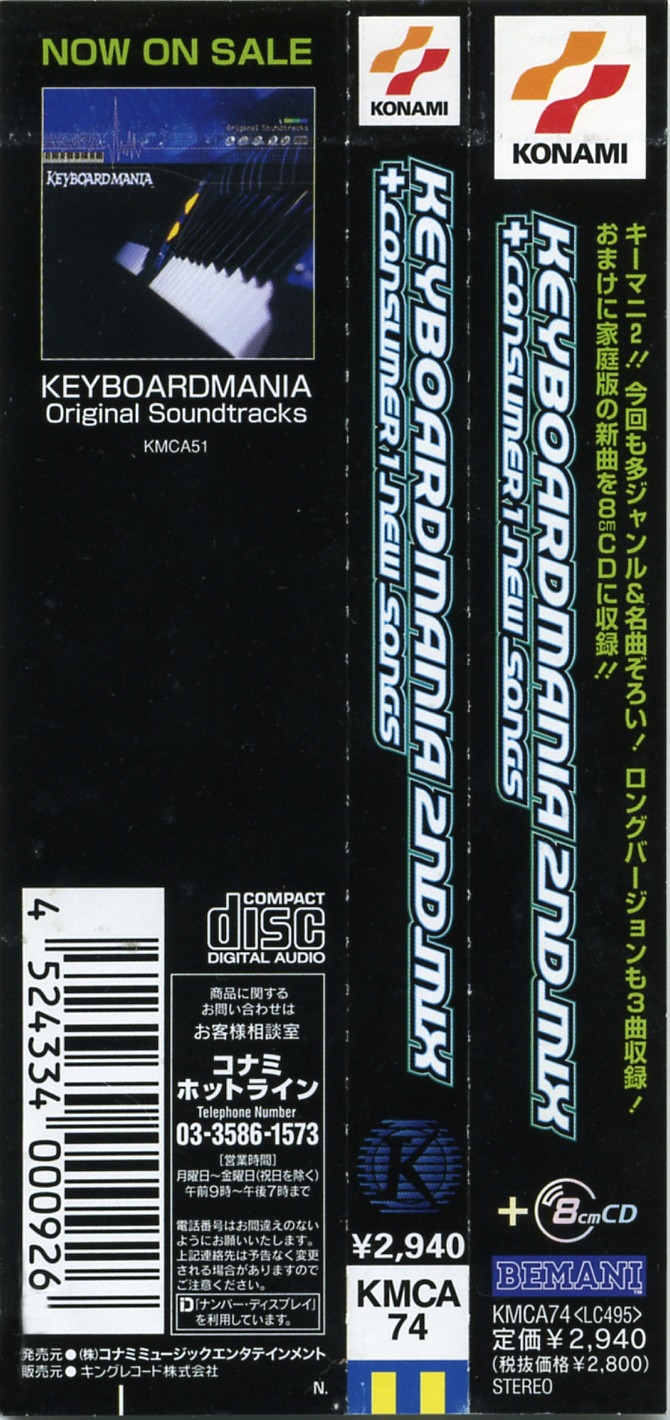 NOW ON SALE
Original Soundtracks
KEYBOARDMANIA
KEYBOARDMANIA
Original Soundtracks
KMCA51
4 524334 000926
COMPACT
disc
DIGITAL AUDIO
商品に関する
お問い合わせは
お客様相談室
コナミ
ホットライン
Telephone Number
03-3586-1573
[営業時間]
月曜日〜金曜日(祝日を除く)
午前9時〜午後7時まで
電話番号はお間違えのない
ようにお願いいたします。
上記連絡先は予告なく変更
される場合がありますので
ご注意ください。
D「ナンバー・ディスプレイ」
を利用しています。
発売元●(株)コナミミュージックエンタテインメント
販売元●キングレコード株式会社
N.
KONAMI
KEYBOARDMANIA 2ND MIX
+consumer1 new songs
K
¥2,940
KMCA
74
KONAMI
キーマニ2!! 今回も多ジャンル&名曲ぞろい! ロングバージョンも3曲収録!
おまけに家庭版の新曲を8cmCDに収録!!
KEYBOARDMANIA 2ND MIX
+consumer1 new songs
+8cmCD
BEMANI™
KMCA74<LC495>
定価¥2,940
(税抜価格¥2,800)
STEREO